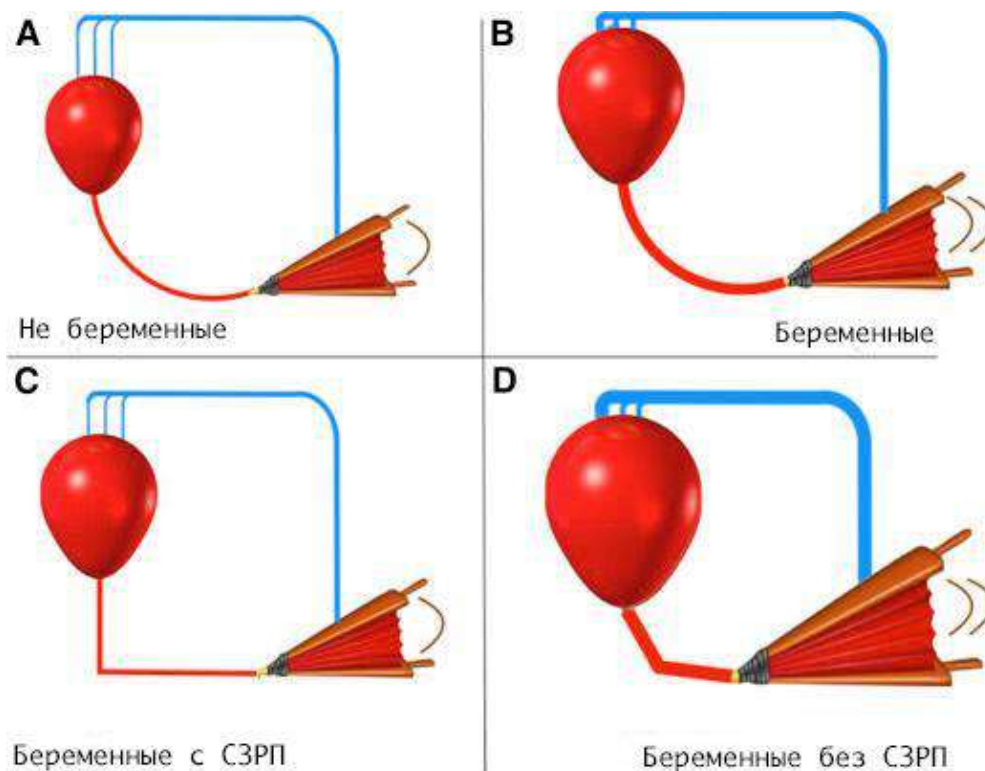 A
B
Не беременные
Беременные
C
D
Беременные с СЗРП
Беременные без СЗРП